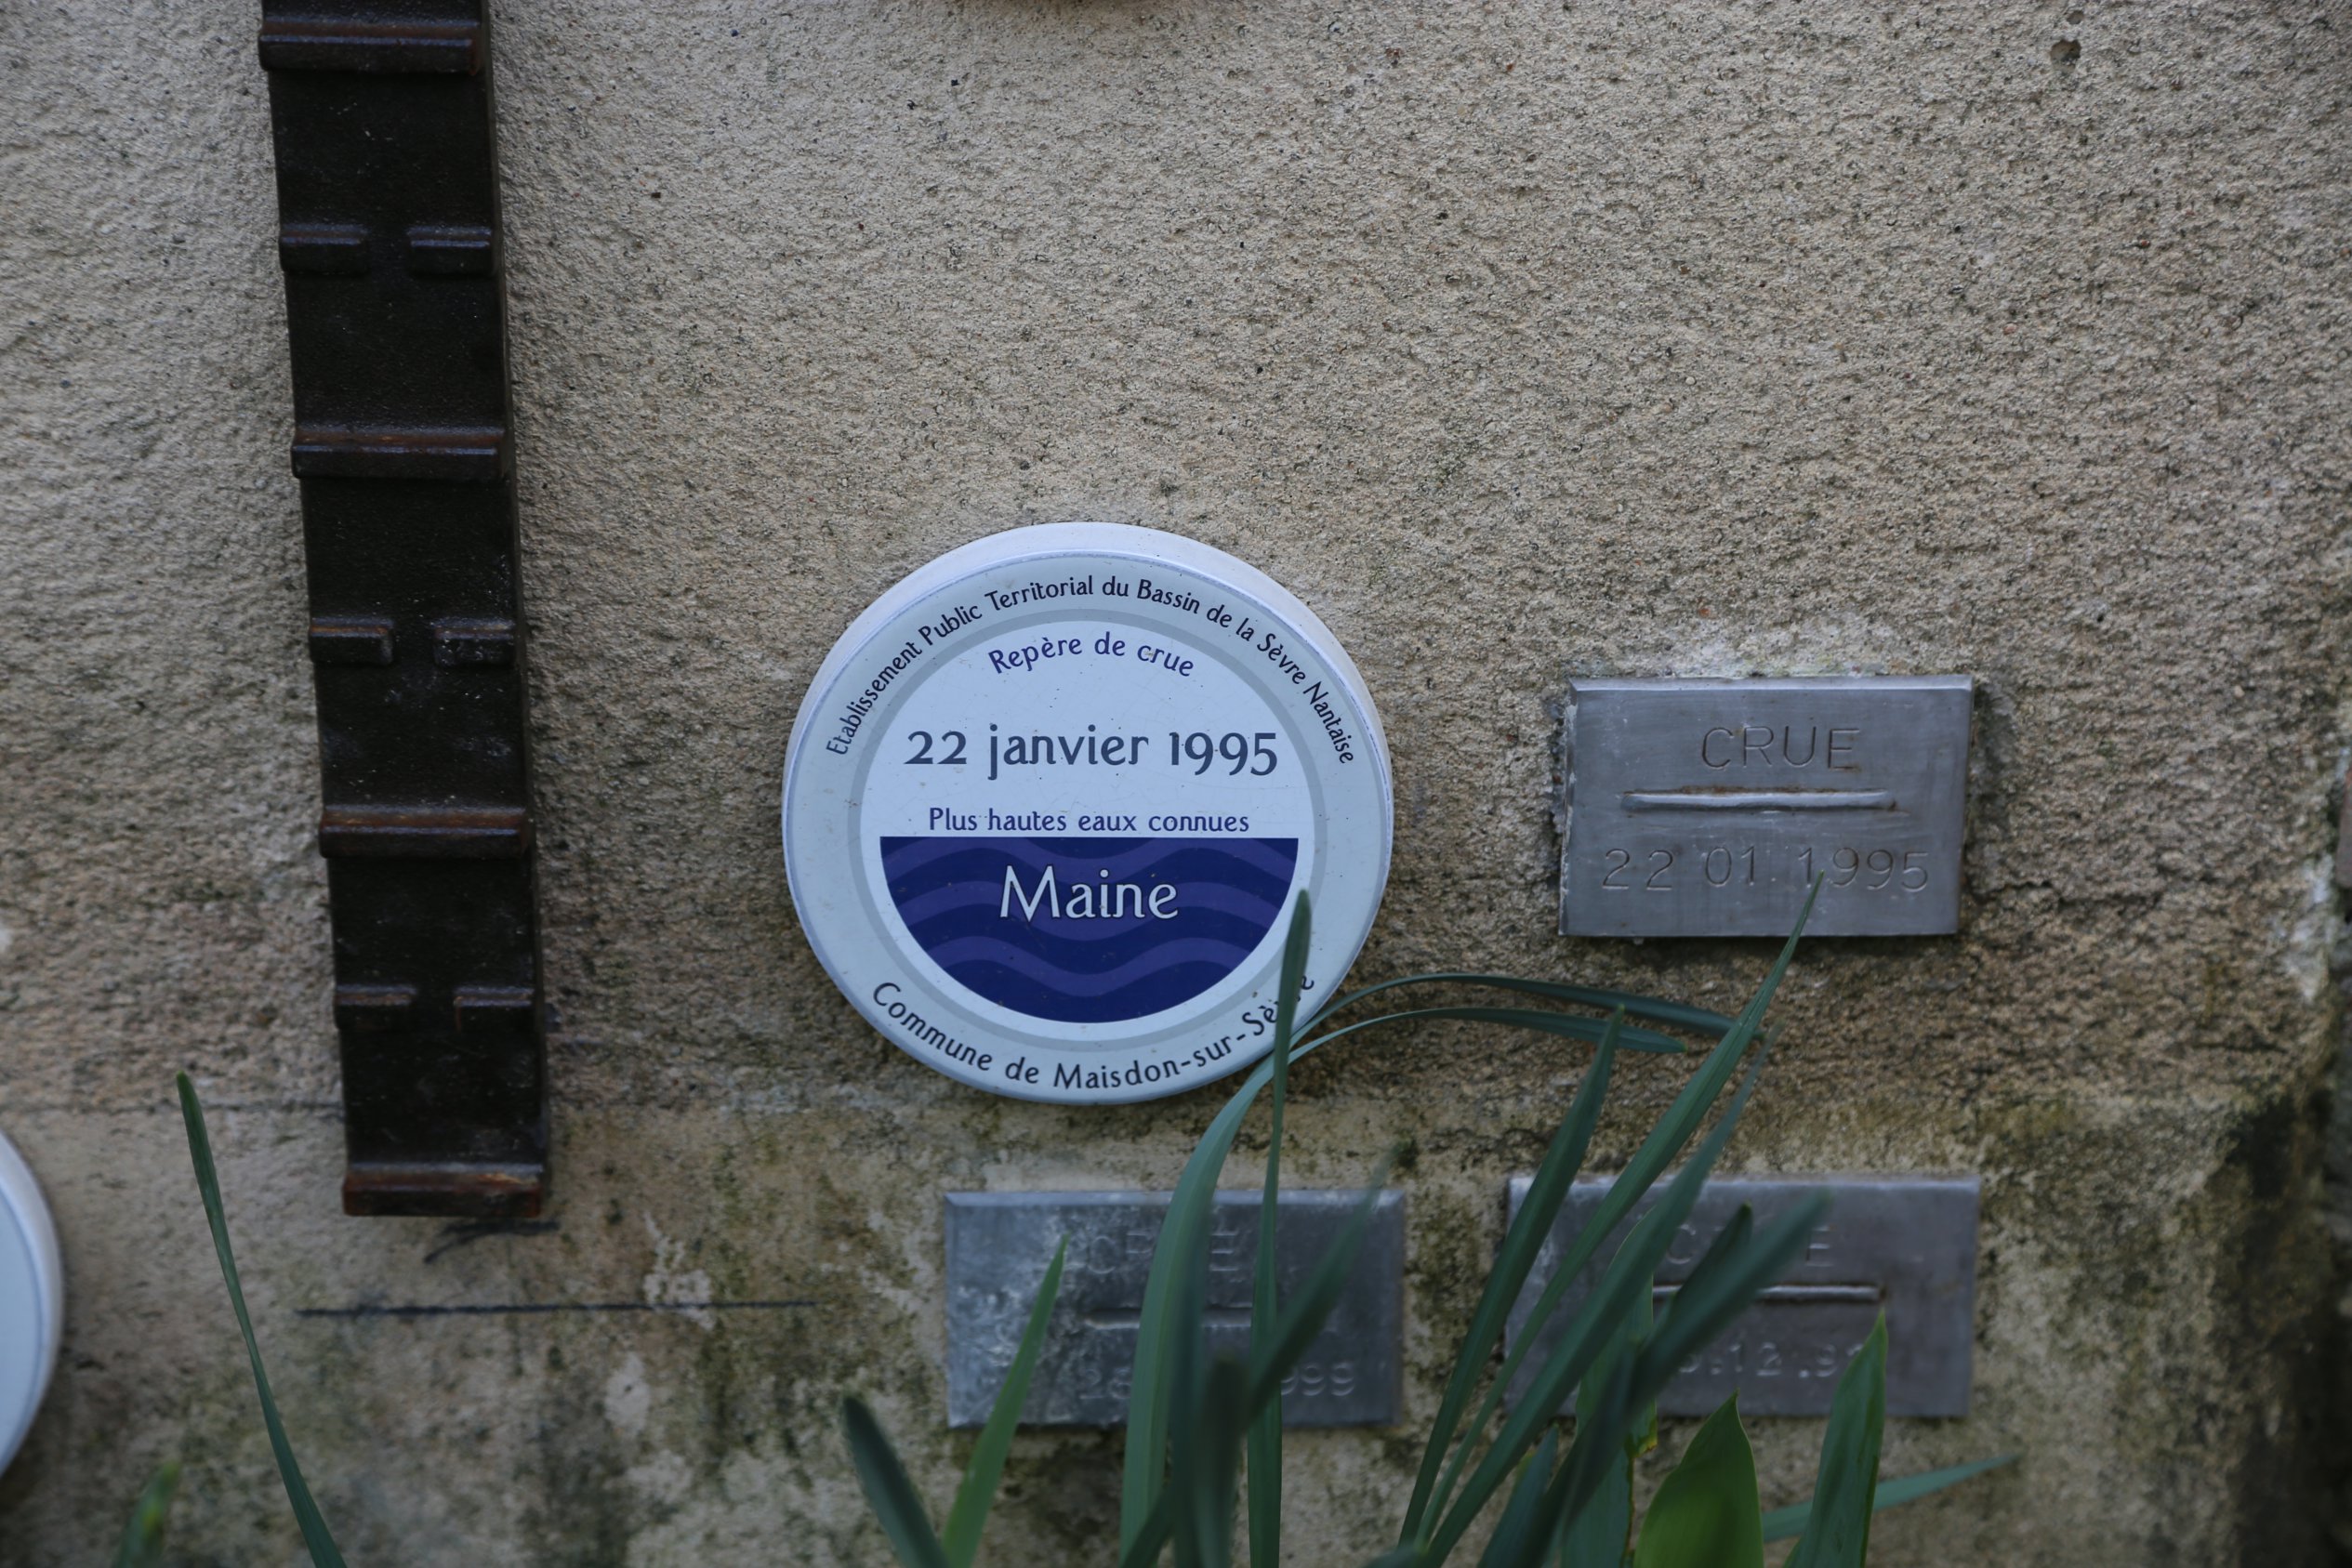 Etablissement Public Territorial du Bassin de la Sèvre Nantaise
Repère de crue
22 janvier 1995
Plus hautes eaux connues
Maine
Commune de Maisdon-sur-Sèvre
CRUE
22 01 1995